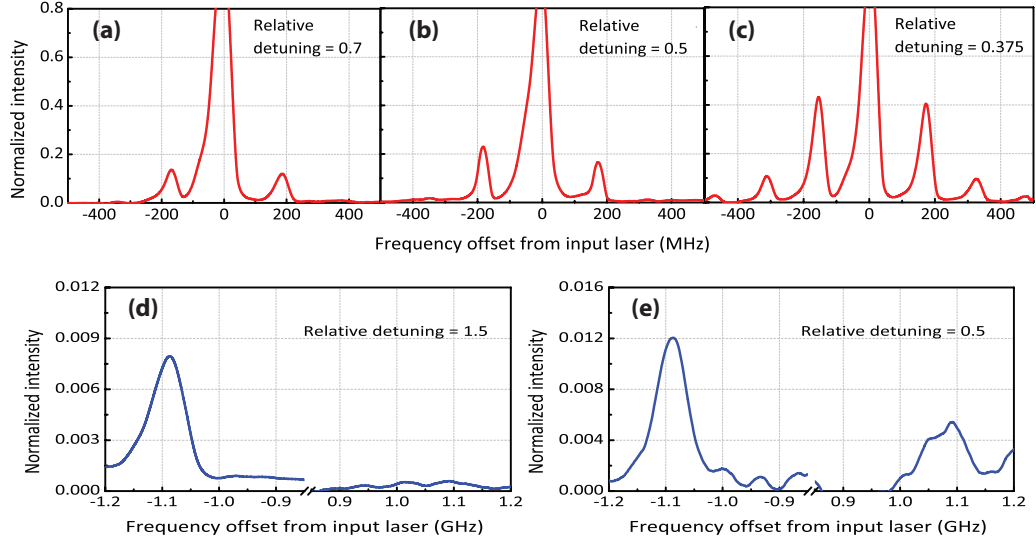 (a)
Relative
detuning = 0.7
(b)
Relative
detuning = 0.5
(c)
Relative
detuning = 0.375
Normalized intensity
0.8
0.6
0.4
0.2
0.0
-400 -200 0 200 400
-400 -200 0 200 400
-400 -200 0 200 400
Frequency offset from input laser (MHz)
(d)
Relative detuning = 1.5
Normalized intensity
0.012
0.009
0.006
0.003
0.000
-1.2 -1.1 -1.0 -0.9 0.9 1.0 1.1 1.2
Frequency offset from input laser (GHz)
(e)
Relative detuning = 0.5
Normalized intensity
0.016
0.012
0.008
0.004
0.000
-1.2 -1.1 -1.0 -0.9 0.9 1.0 1.1 1.2
Frequency offset from input laser (GHz)